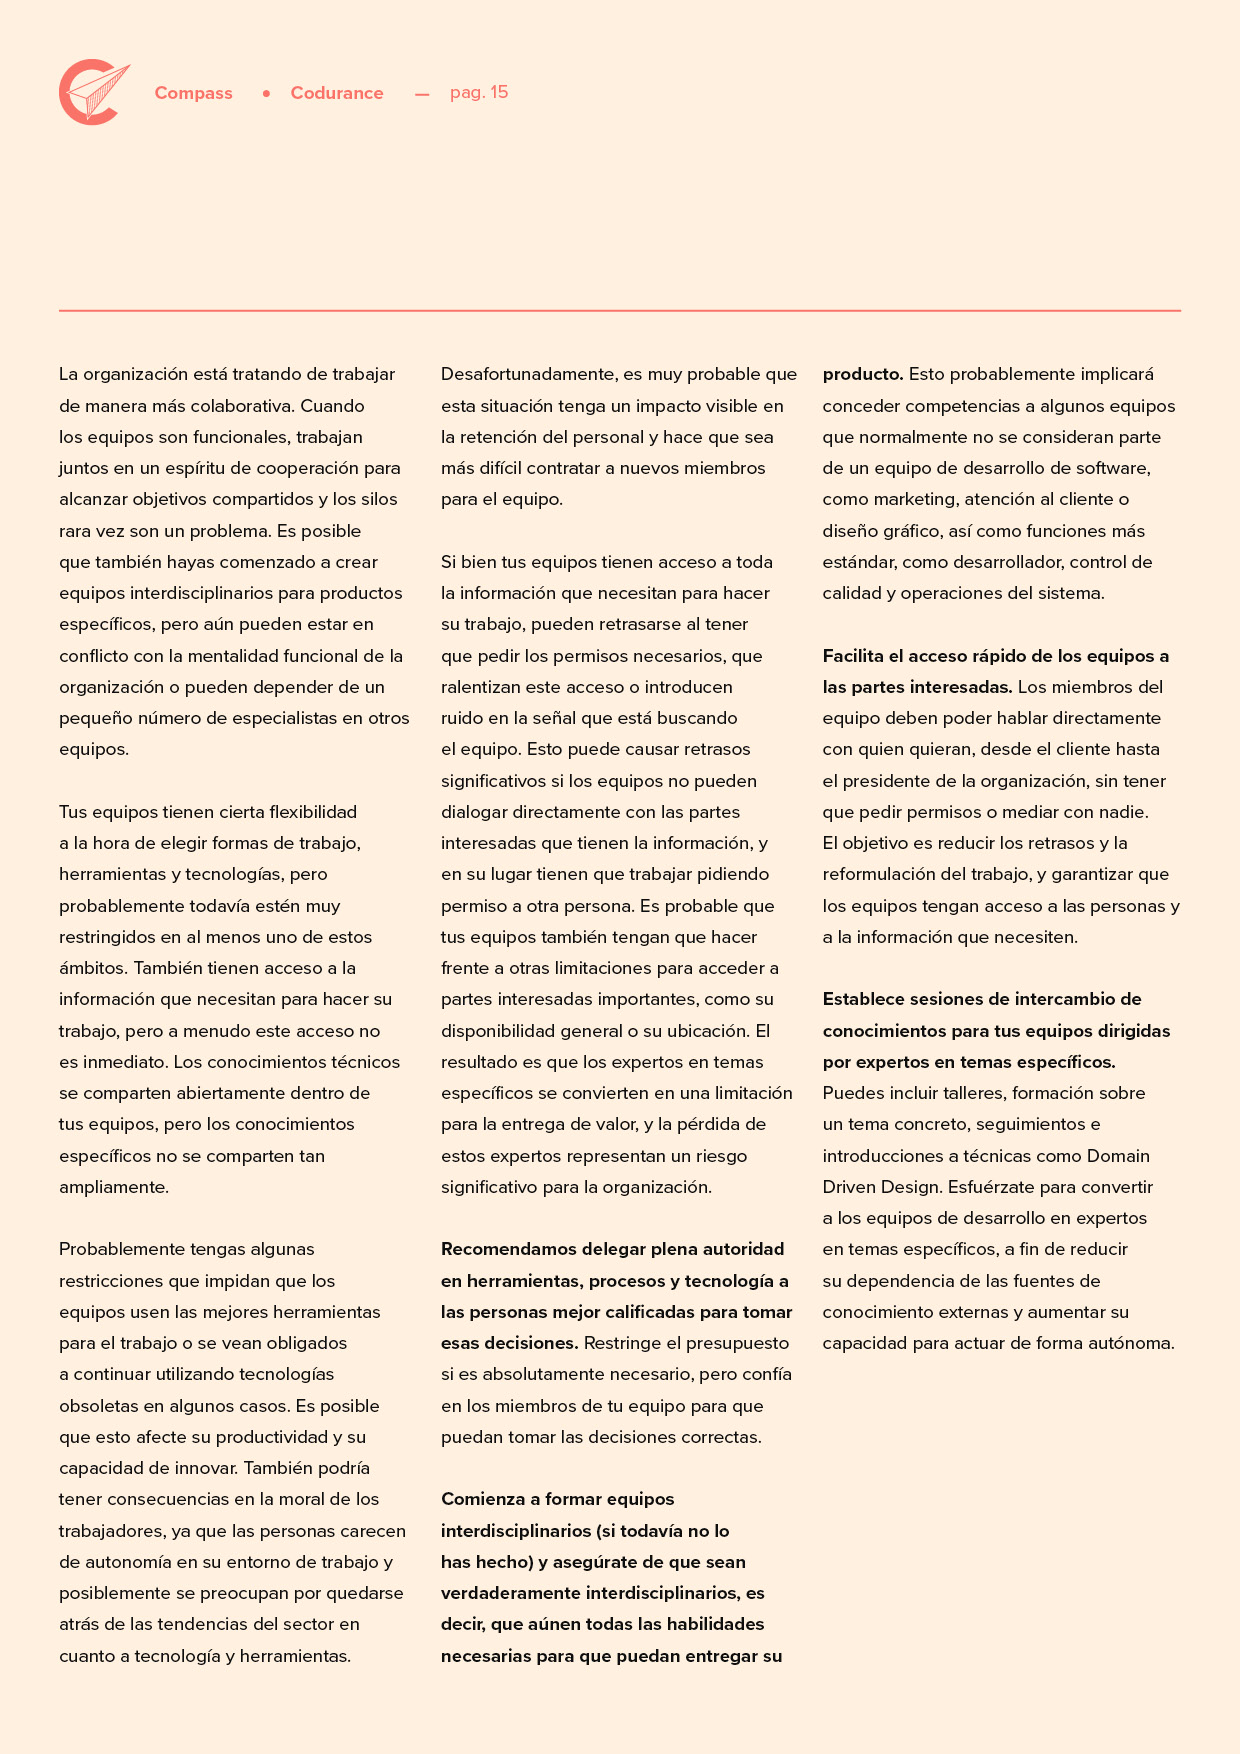 Compass • Codurance — pag. 15
La organización está tratando de trabajar
de manera más colaborativa. Cuando
los equipos son funcionales, trabajan
juntos en un espíritu de cooperación para
alcanzar objetivos compartidos y los silos
rara vez son un problema. Es posible
que también hayas comenzado a crear
equipos interdisciplinarios para productos
específicos, pero aún pueden estar en
conflicto con la mentalidad funcional de la
organización o pueden depender de un
pequeño número de especialistas en otros
equipos.
Tus equipos tienen cierta flexibilidad
a la hora de elegir formas de trabajo,
herramientas y tecnologías, pero
probablemente todavía estén muy
restringidos en al menos uno de estos
ámbitos. También tienen acceso a la
información que necesitan para hacer su
trabajo, pero a menudo este acceso no
es inmediato. Los conocimientos técnicos
se comparten abiertamente dentro de
tus equipos, pero los conocimientos
específicos no se comparten tan
ampliamente.
Probablemente tengas algunas
restricciones que impidan que los
equipos usen las mejores herramientas
para el trabajo o se vean obligados
a continuar utilizando tecnologías
obsoletas en algunos casos. Es posible
que esto afecte su productividad y su
capacidad de innovar. También podría
tener consecuencias en la moral de los
trabajadores, ya que las personas carecen
de autonomía en su entorno de trabajo y
posiblemente se preocupan por quedarse
atrás de las tendencias del sector en
cuanto a tecnología y herramientas.
Desafortunadamente, es muy probable que
esta situación tenga un impacto visible en
la retención del personal y hace que sea
más difícil contratar a nuevos miembros
para el equipo.
Si bien tus equipos tienen acceso a toda
la información que necesitan para hacer
su trabajo, pueden retrasarse al tener
que pedir los permisos necesarios, que
ralentizan este acceso o introducen
ruido en la señal que está buscando
el equipo. Esto puede causar retrasos
significativos si los equipos no pueden
dialogar directamente con las partes
interesadas que tienen la información, y
en su lugar tienen que trabajar pidiendo
permiso a otra persona. Es probable que
tus equipos también tengan que hacer
frente a otras limitaciones para acceder a
partes interesadas importantes, como su
disponibilidad general o su ubicación. El
resultado es que los expertos en temas
específicos se convierten en una limitación
para la entrega de valor, y la pérdida de
estos expertos representan un riesgo
significativo para la organización.
Recomendamos delegar plena autoridad
en herramientas, procesos y tecnología a
las personas mejor calificadas para tomar
esas decisiones. Restringe el presupuesto
si es absolutamente necesario, pero confía
en los miembros de tu equipo para que
puedan tomar las decisiones correctas.
Comienza a formar equipos
interdisciplinarios (si todavía no lo
has hecho) y asegúrate de que sean
verdaderamente interdisciplinarios, es
decir, que aúnen todas las habilidades
necesarias para que puedan entregar su
producto. Esto probablemente implicará
conceder competencias a algunos equipos
que normalmente no se consideran parte
de un equipo de desarrollo de software,
como marketing, atención al cliente o
diseño gráfico, así como funciones más
estándar, como desarrollador, control de
calidad y operaciones del sistema.
Facilita el acceso rápido de los equipos a
las partes interesadas. Los miembros del
equipo deben poder hablar directamente
con quien quieran, desde el cliente hasta
el presidente de la organización, sin tener
que pedir permisos o mediar con nadie.
El objetivo es reducir los retrasos y la
reformulación del trabajo, y garantizar que
los equipos tengan acceso a las personas y
a la información que necesiten.
Establece sesiones de intercambio de
conocimientos para tus equipos dirigidas
por expertos en temas específicos.
Puedes incluir talleres, formación sobre
un tema concreto, seguimientos e
introducciones a técnicas como Domain
Driven Design. Esfuérzate para convertir
a los equipos de desarrollo en expertos
en temas específicos, a fin de reducir
su dependencia de las fuentes de
conocimiento externas y aumentar su
capacidad para actuar de forma autónoma.